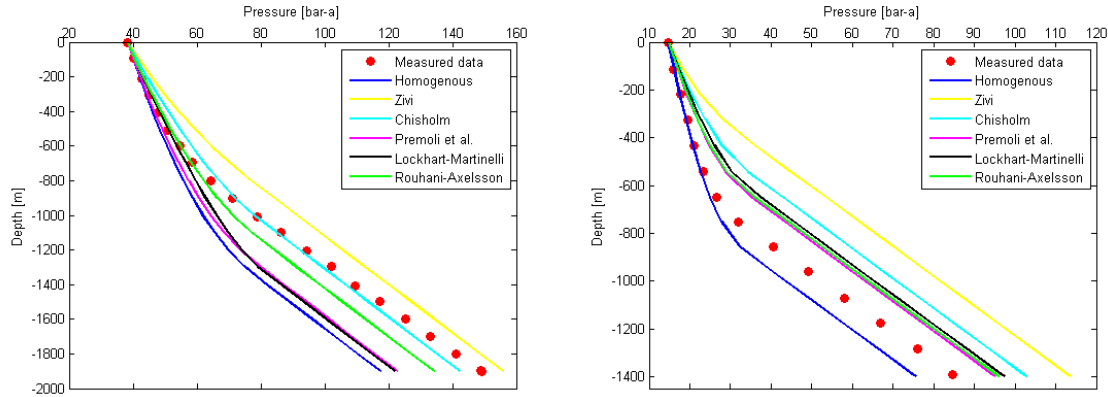 Pressure [bar-a]
20 40 60 80 100 120 140 160
0
-200
-400
-600
-800
-1000
-1200
-1400
-1600
-1800
-2000
Depth [m]
Measured data
Homogenous
Zivi
Chisholm
Premoli et al.
Lockhart-Martinelli
Rouhani-Axelsson
Pressure [bar-a]
10 20 30 40 50 60 70 80 90 100 110 120
0
-200
-400
-600
-800
-1000
-1200
-1400
Depth [m]
Measured data
Homogenous
Zivi
Chisholm
Premoli et al.
Lockhart-Martinelli
Rouhani-Axelsson